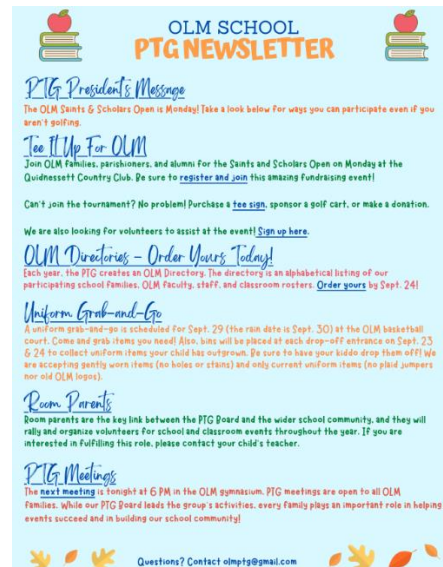 OLM SCHOOL
PTG NEWSLETTER
PTG President's Message
The OLM Saints & Scholars Open is Monday! Take a look below for ways you can participate even if you
aren't golfing.
Tee It Up For OLM
Join OLM families, parishioners, and alumni for the Saints and Scholars Open on Monday at the
Quidnessett Country Club. Be sure to register and join this amazing fundraising event!
Can't join the tournament? No problem! Purchase a tee sign, sponsor a golf cart, or make a donation.
We are also looking for volunteers to assist at the event! Sign up here.
OLM Directories - Order Yours Today!
Each year, the PTG creates an OLM Directory. The directory is an alphabetical listing of our
participating school families, OLM faculty, staff, and classroom rosters. Order yours by Sept. 24!
Uniform Grab-and-Go
A uniform grab-and-go is scheduled for Sept. 29 (the rain date is Sept. 30) at the OLM basketball
court. Come and grab items you need! Also, bins will be placed at each drop-off entrance on Sept. 23
& 24 to collect uniform items your child has outgrown. Be sure to have your kiddo drop them off! We
are accepting gently worn items (no holes or stains) and only current uniform items (no plaid jumpers
nor old OLM logos).
Room Parents
Room parents are the key link between the PTG Board and the wider school community, and they will
rally and organize volunteers for school and classroom events throughout the year. If you are
interested in fulfilling this role, please contact your child's teacher.
PTG Meetings
The next meeting is tonight at 6 PM in the OLM gymnasium. PTG meetings are open to all OLM
families. While our PTG Board leads the group's activities, every family plays an important role in helping
events succeed and in building our school community!
Questions? Contact olmptg@gmail.com